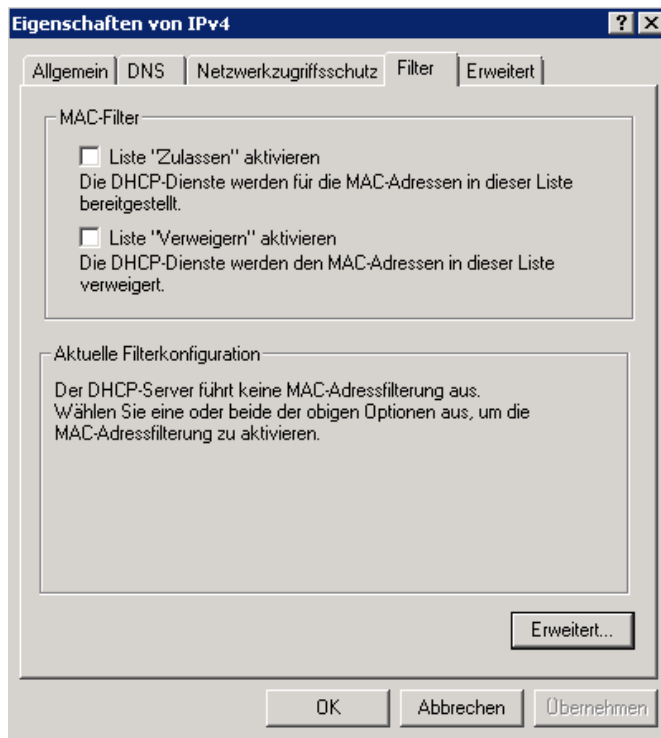 Eigenschaften von IPv4
Allgemein DNS Netzwerkzugriffsschutz Filter Erweitert
MAC-Filter
Liste "Zulassen" aktivieren
Die DHCP-Dienste werden für die MAC-Adressen in dieser Liste
bereitgestellt.
Liste "Verweigern" aktivieren
Die DHCP-Dienste werden den MAC-Adressen in dieser Liste
verweigert.
Aktuelle Filterkonfiguration
Der DHCP-Server führt keine MAC-Adressfilterung aus.
Wählen Sie eine oder beide der obigen Optionen aus, um die
MAC-Adressfilterung zu aktivieren.
Erweitert...
OK Abbrechen Übernehmen